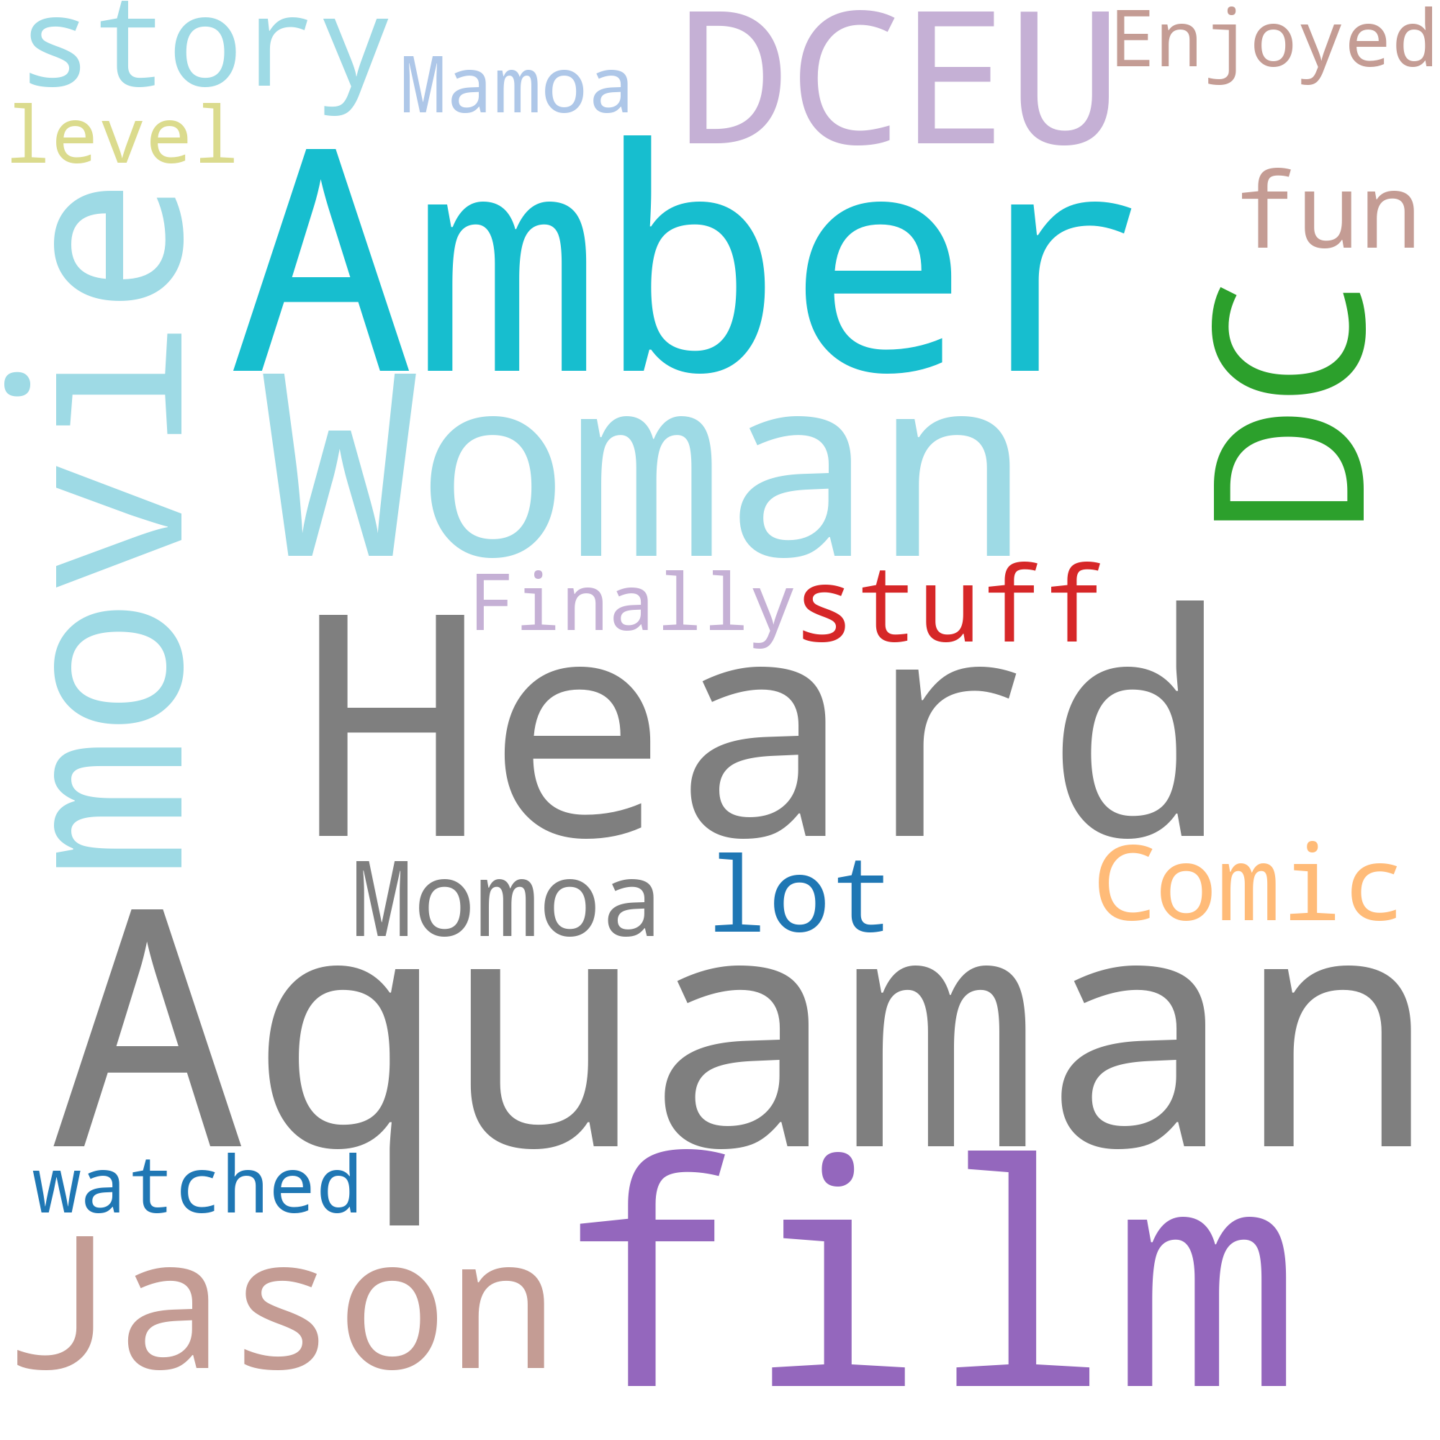 story
Mamoa
DCEU
Enjoyed
level
movie
Amber
fun
DC
Woman
Finally
stuff
Heard
Momoa
lot
Comic
Aquaman
watched
film
Jason